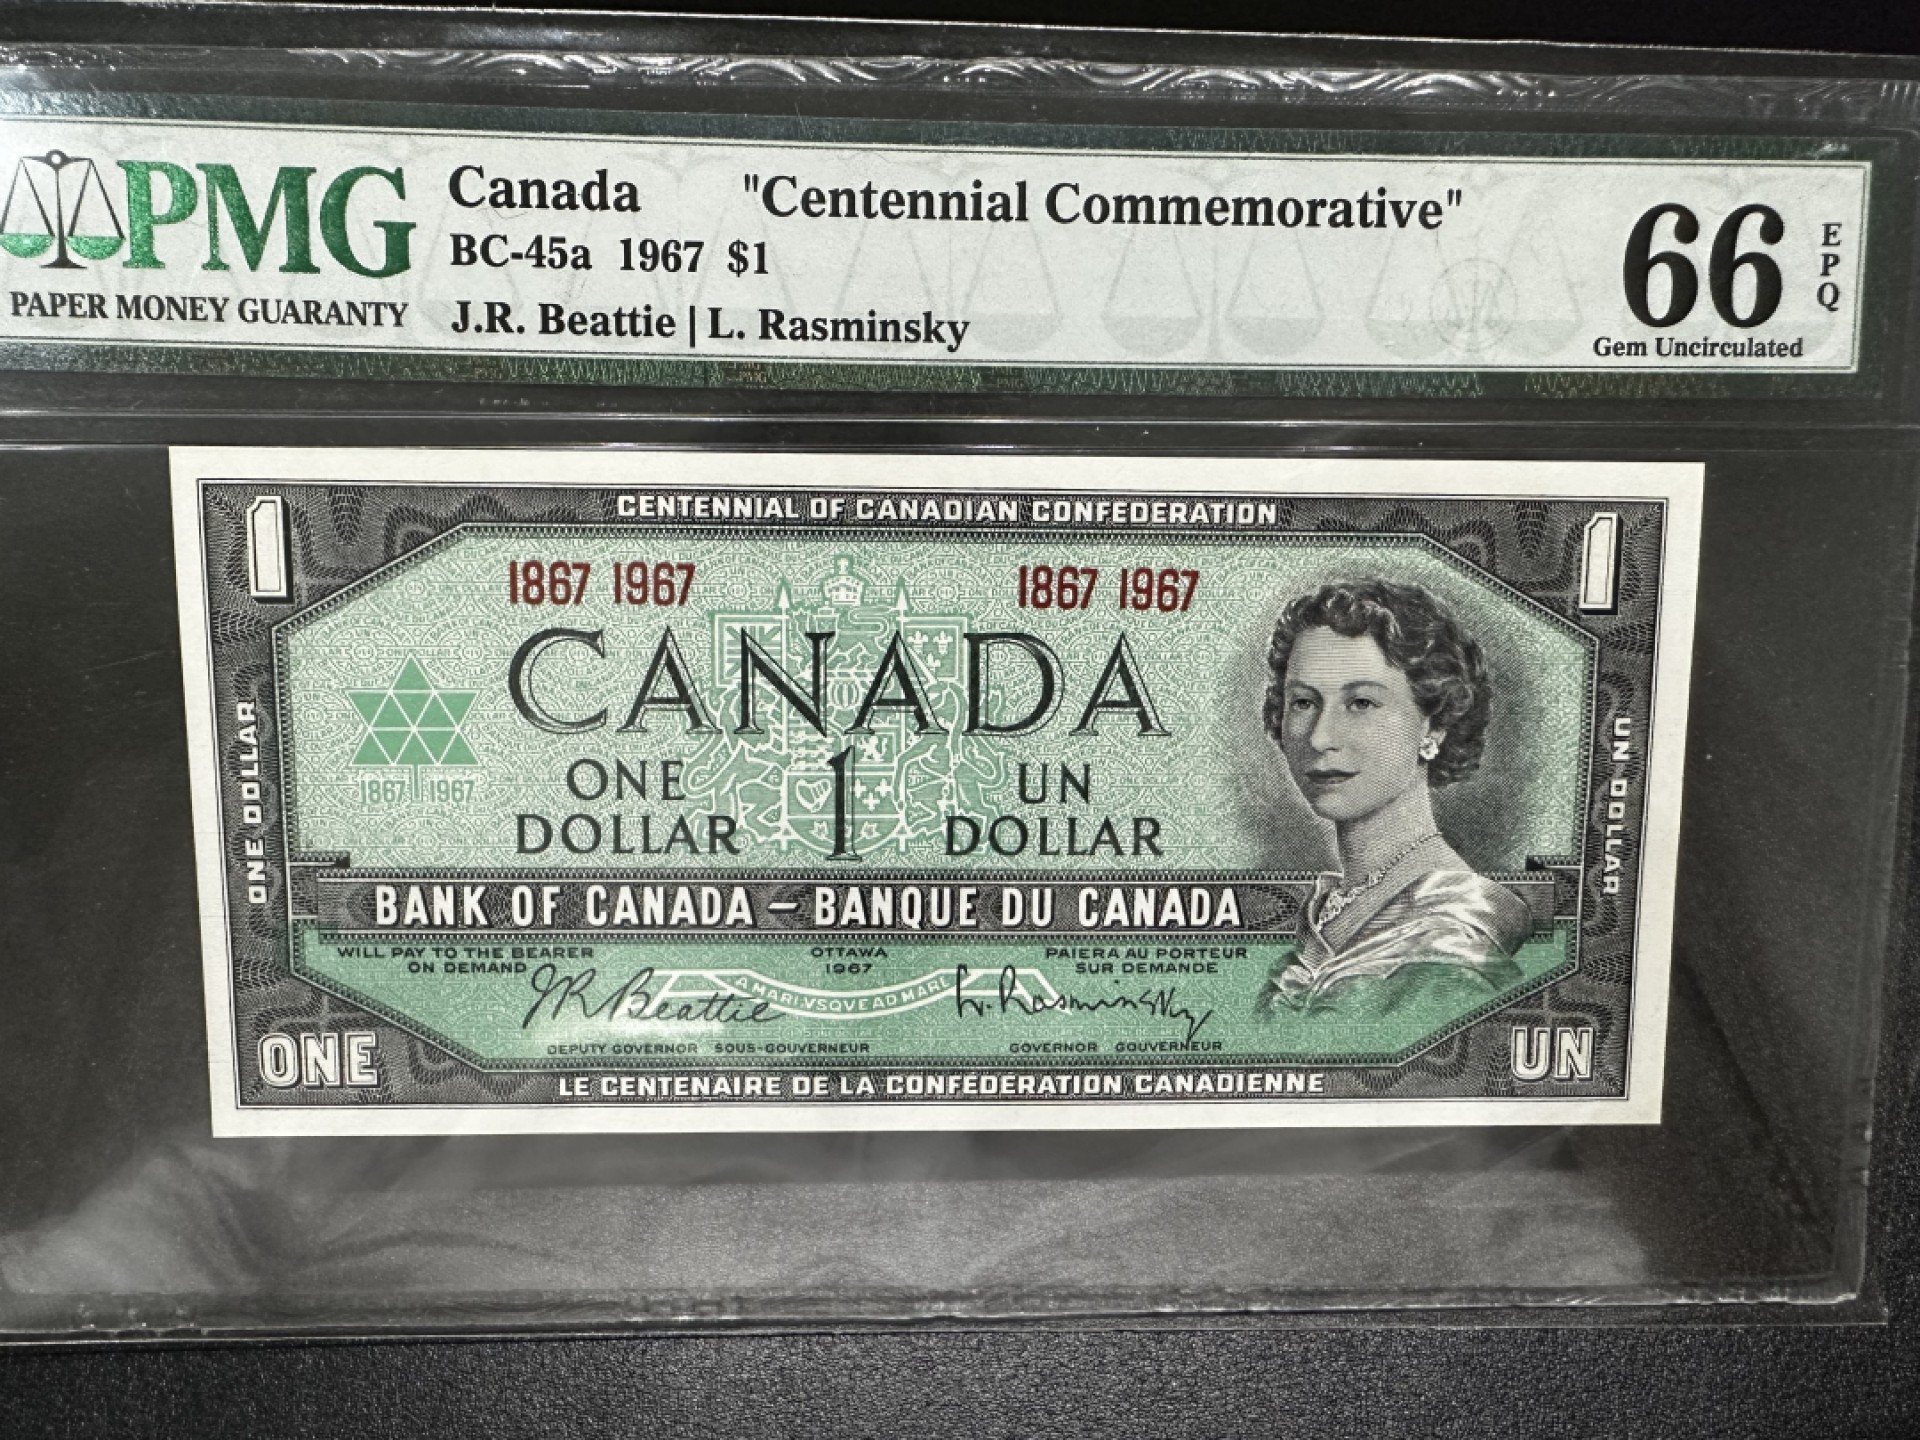 PMG
PAPER MONEY GUARANTY
Canada "Centennial Commemorative"
BC-45a 1967 $1
J.R. Beattie | L. Rasminsky
66
EPQ
Gem Uncirculated
1 CENTENNIAL OF CANADIAN CONFEDERATION 1
1867 1967 1867 1967
CANADA
1867 1967
ONE 1 UN
DOLLAR DOLLAR
ONE DOLLAR
UN DOLLAR
BANK OF CANADA – BANQUE DU CANADA
WILL PAY TO THE BEARER OTTAWA PAIERA AU PORTEUR
ON DEMAND 1967 SUR DEMANDE
A MARI VSQVE AD MARE
JR Beattie L. Rasminsky
DEPUTY GOVERNOR SOUS-GOUVERNEUR GOVERNOR GOUVERNEUR
ONE LE CENTENAIRE DE LA CONFÉDÉRATION CANADIENNE UN